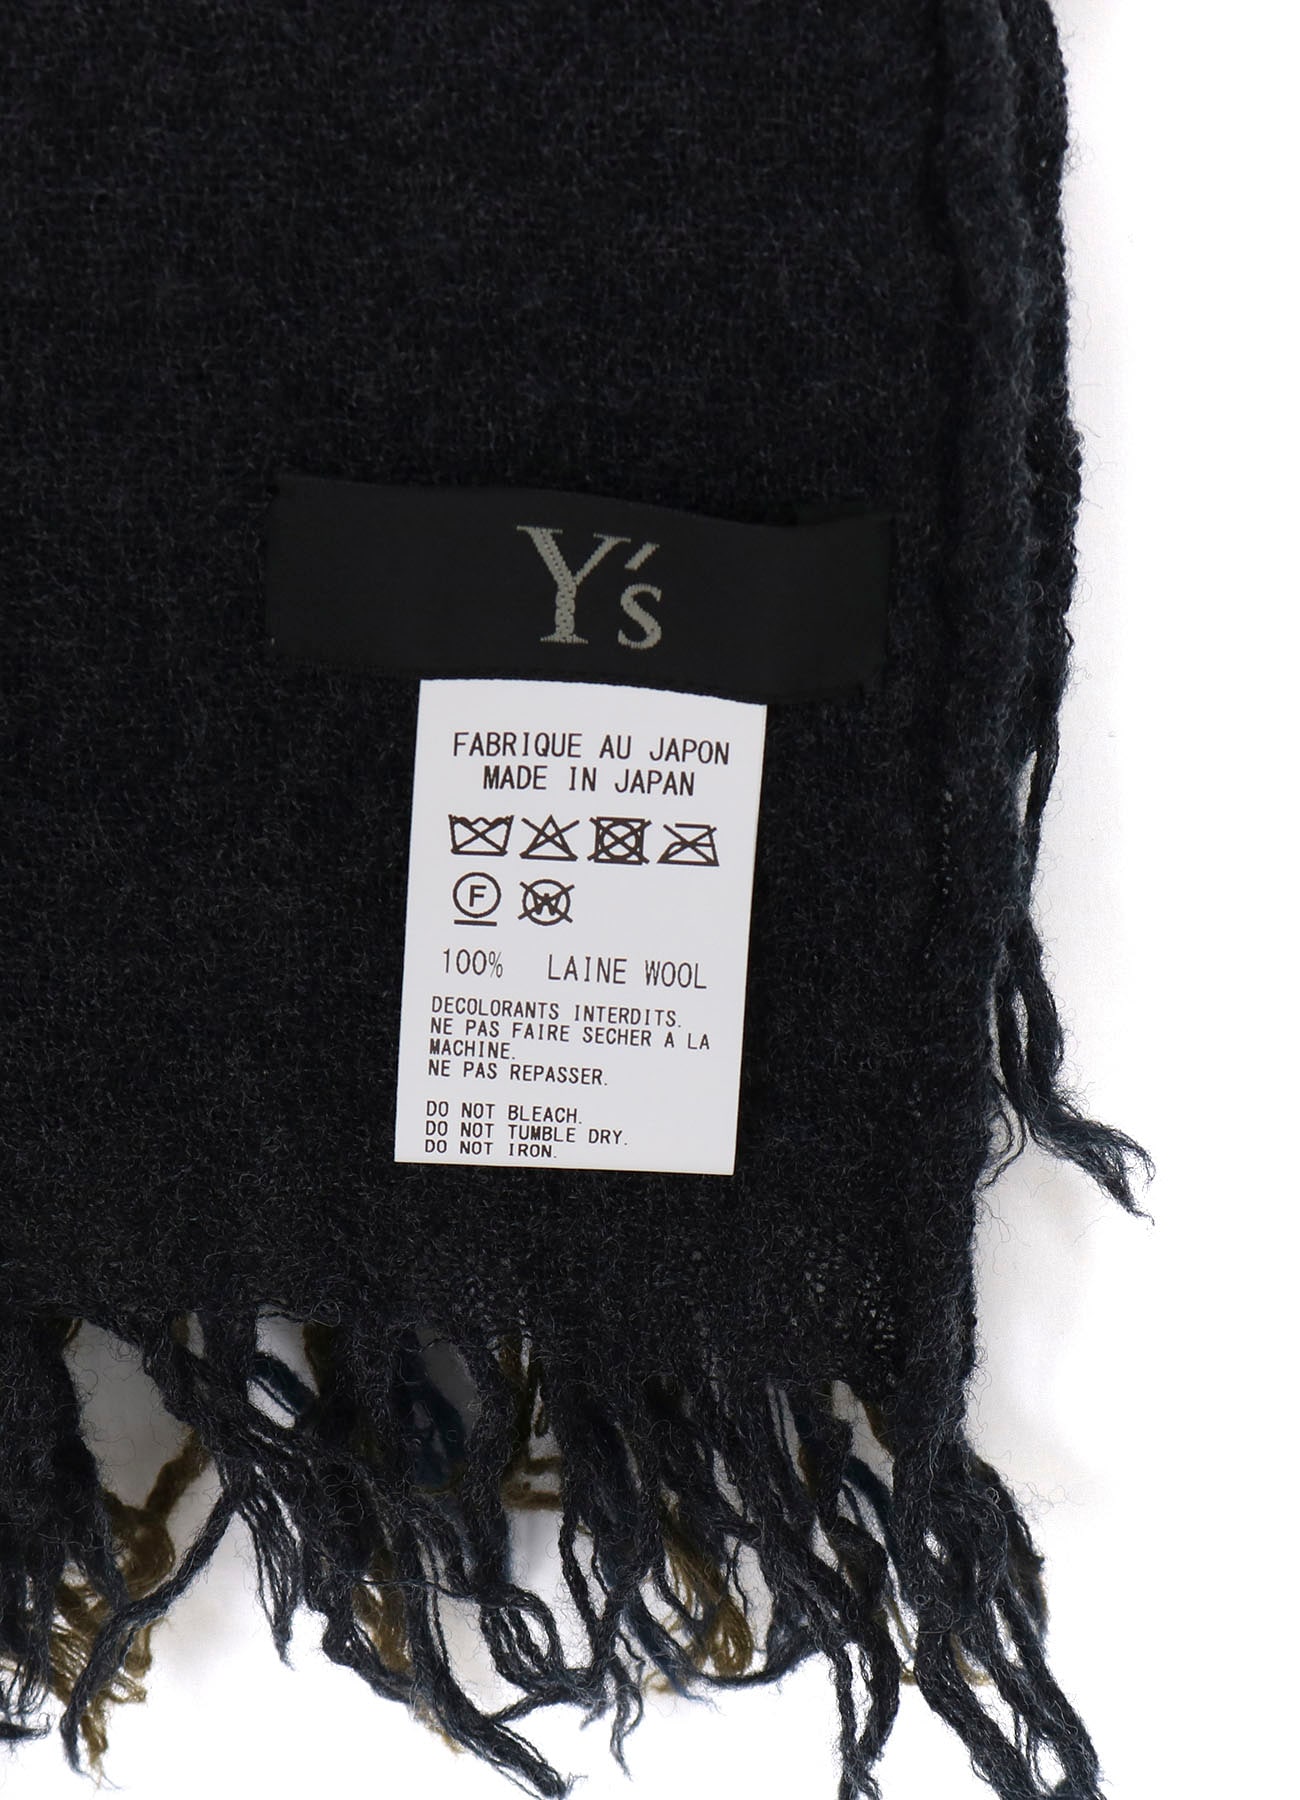 Y's
FABRIQUE AU JAPON
MADE IN JAPAN
F W
100% LAINE WOOL
DECOLORANTS INTERDITS.
NE PAS FAIRE SECHER A LA
MACHINE.
NE PAS REPASSER.
DO NOT BLEACH.
DO NOT TUMBLE DRY.
DO NOT IRON.